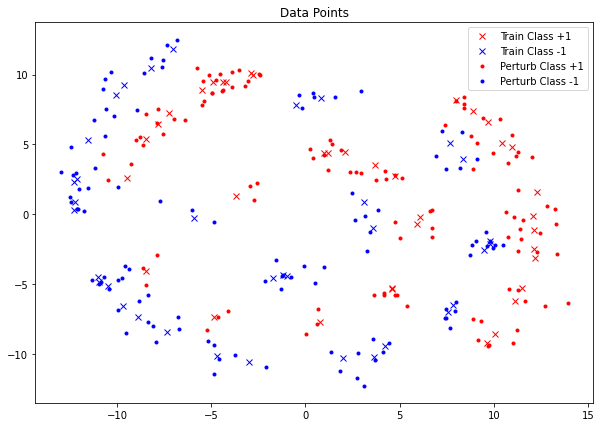 Data Points
Train Class +1
Train Class -1
Perturb Class +1
Perturb Class -1
10
5
0
−5
−10
−10
−5
0
5
10
15